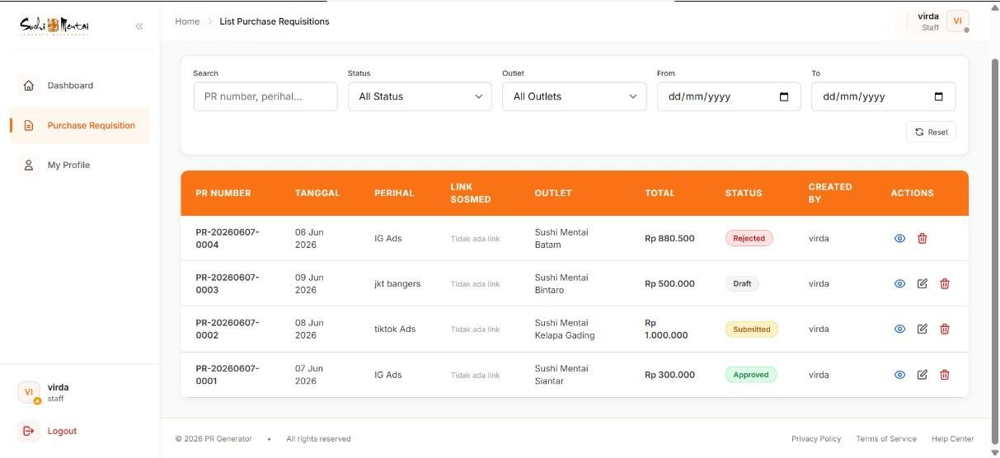 Sushi Mentai
Home > List Purchase Requisitions
virda
Staff
VI
Dashboard
Purchase Requisition
My Profile
Search
Status
Outlet
From
To
PR number, perihal...
All Status
All Outlets
dd/mm/yyyy
dd/mm/yyyy
Reset
PR NUMBER TANGGAL PERIHAL LINK SOSMED OUTLET TOTAL STATUS CREATED BY ACTIONS
PR-20260607-0004 06 Jun 2026 IG Ads Tidak ada link Sushi Mentai Batam Rp 880.500 Rejected virda
PR-20260607-0003 09 Jun 2026 jkt bangers Tidak ada link Sushi Mentai Bintaro Rp 500.000 Draft virda
PR-20260607-0002 08 Jun 2026 tiktok Ads Tidak ada link Sushi Mentai Kelapa Gading Rp 1.000.000 Submitted virda
PR-20260607-0001 07 Jun 2026 IG Ads Tidak ada link Sushi Mentai Siantar Rp 300.000 Approved virda
VI
virda
staff
Logout
© 2026 PR Generator • All rights reserved
Privacy Policy Terms of Service Help Center